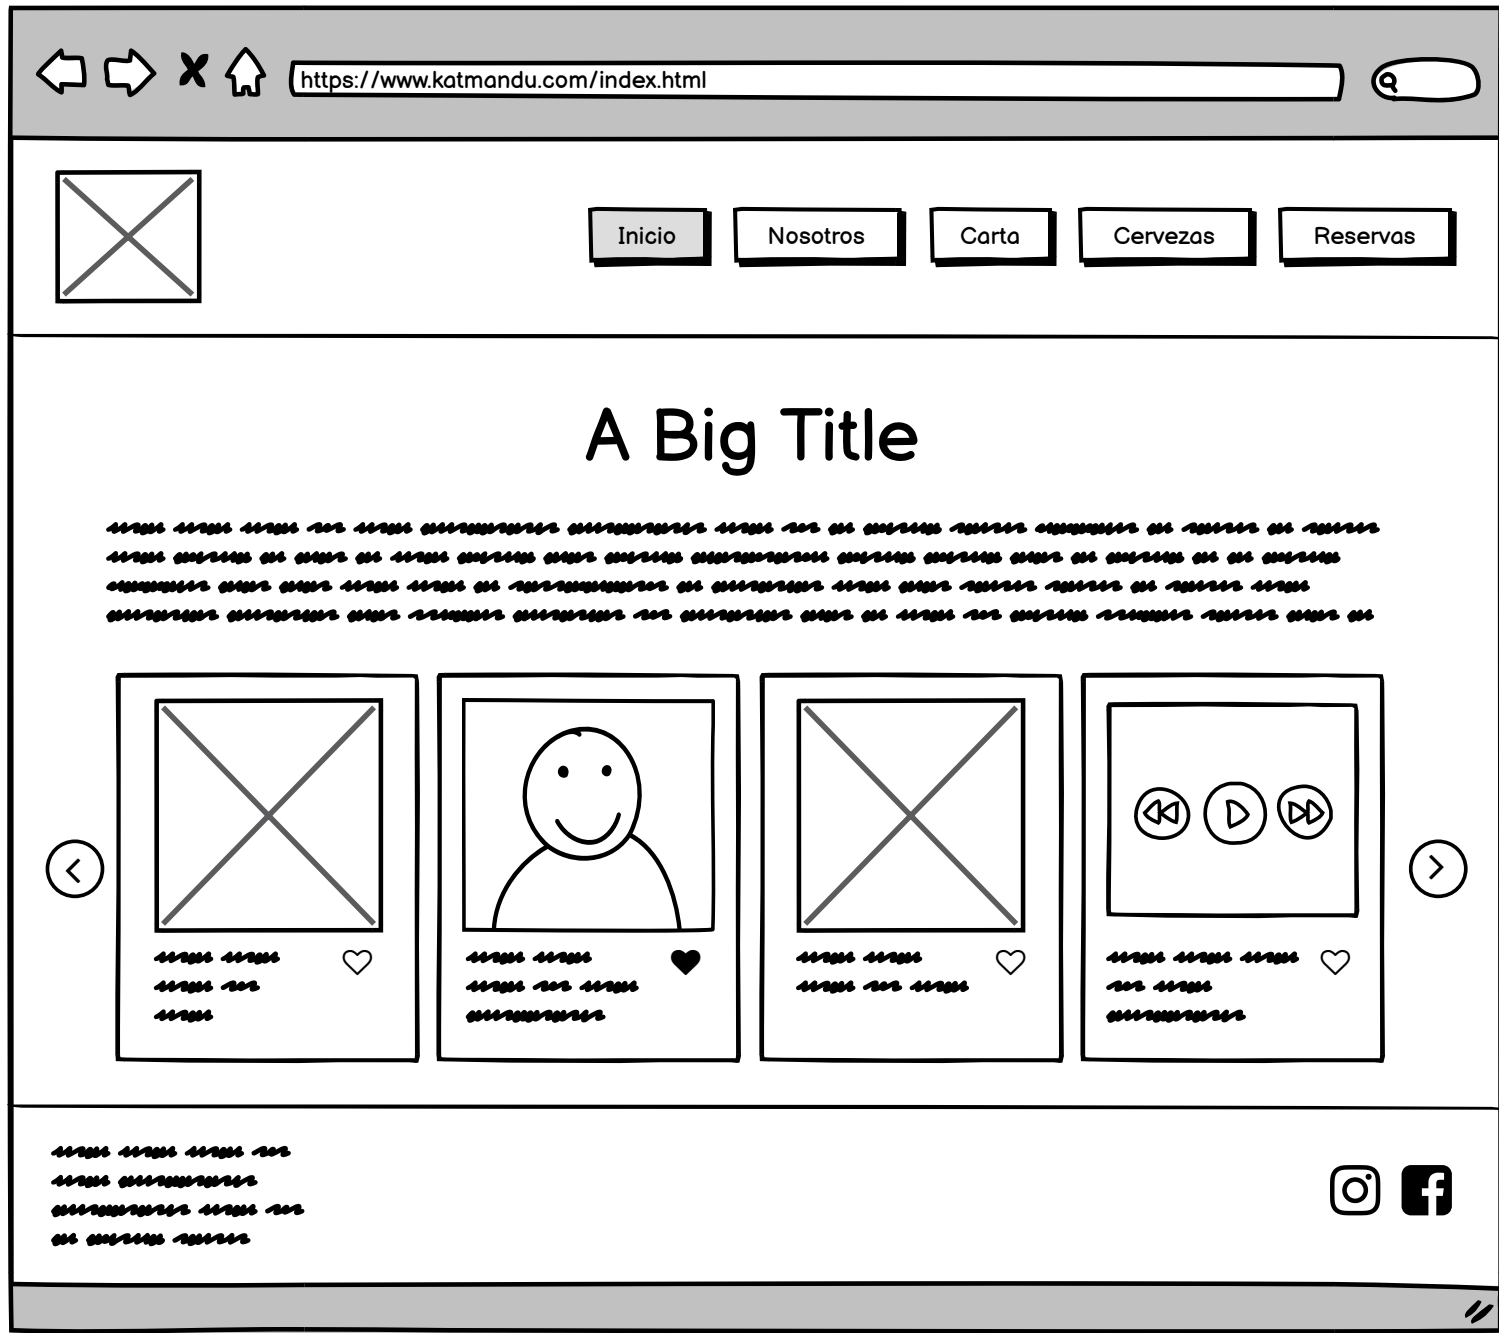 https://www.katmandu.com/index.html
Inicio Nosotros Carta Cervezas Reservas
A Big Title